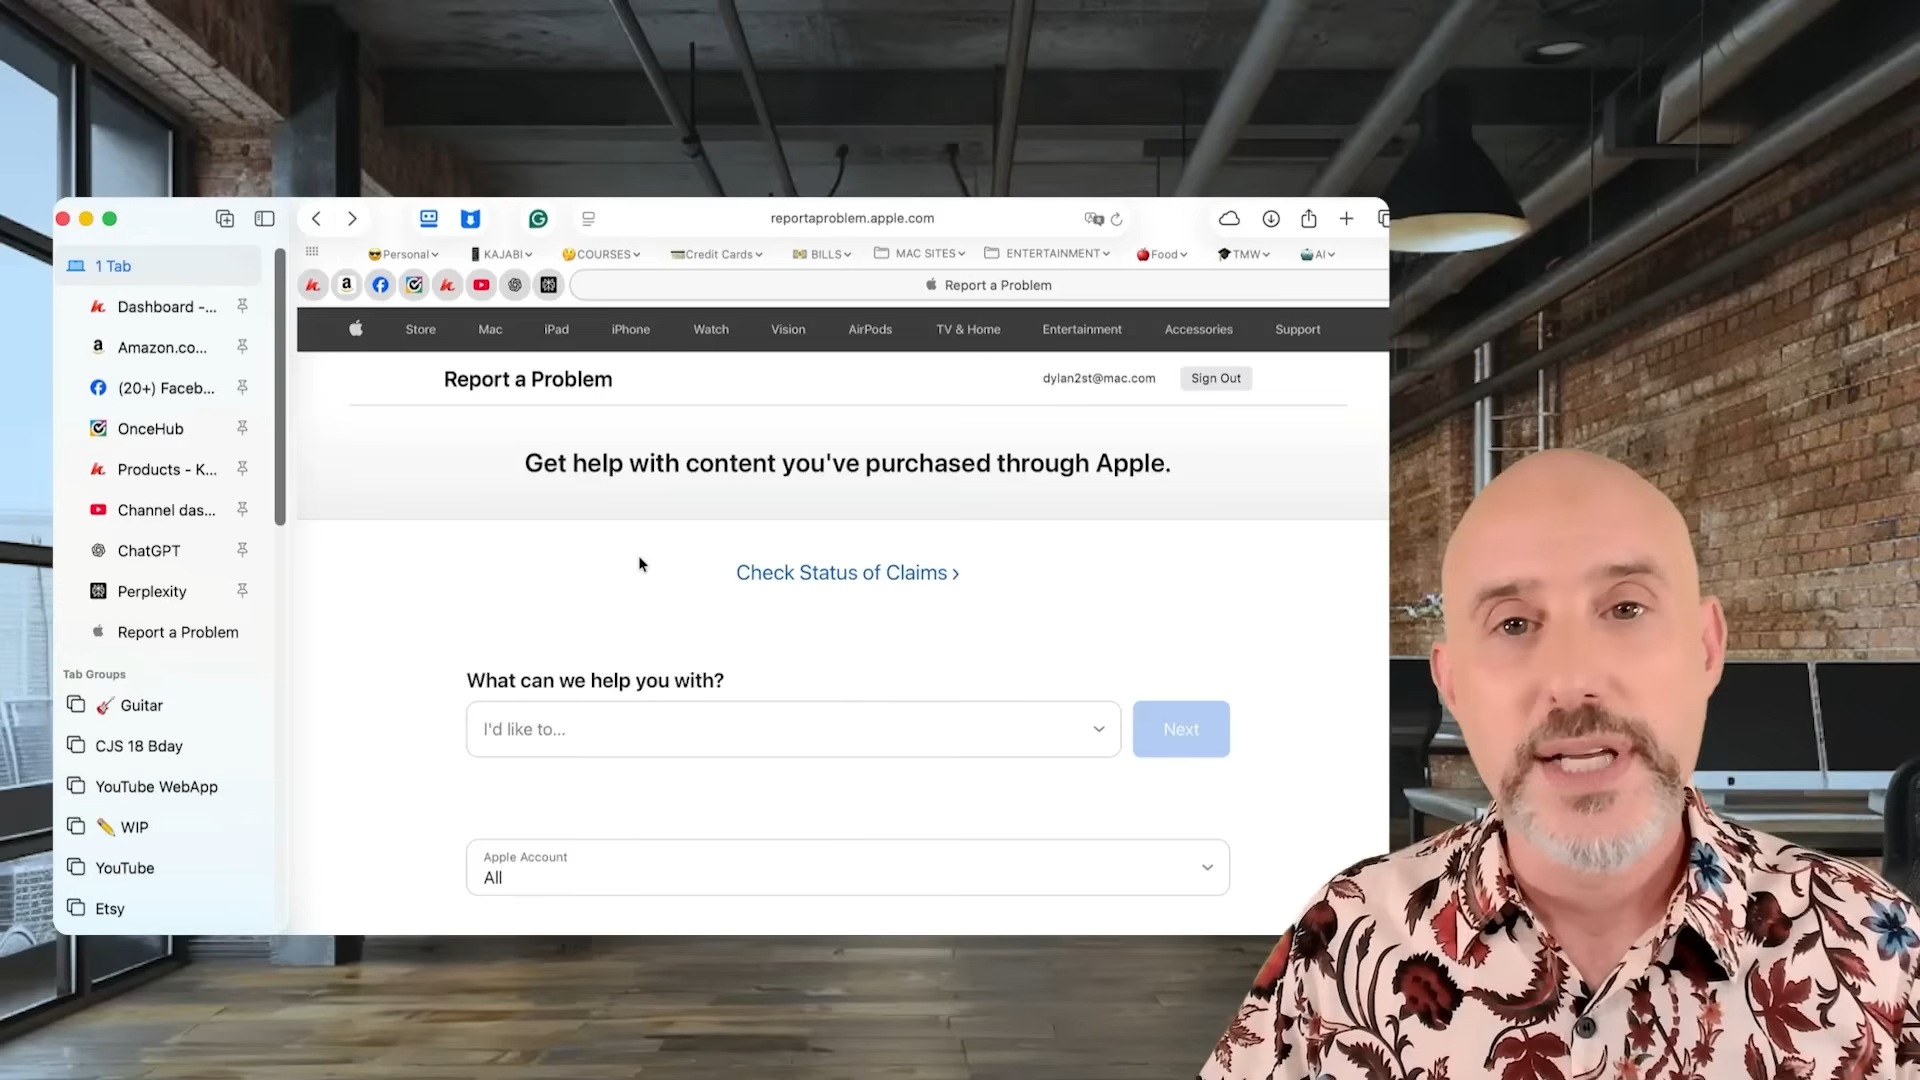 reportaproblem.apple.com
Personal
KAJABI
COURSES
Credit Cards
BILLS
MAC SITES
ENTERTAINMENT
Food
TMW
AI
Report a Problem
1 Tab
Dashboard -...
Amazon.co...
(20+) Faceb...
OnceHub
Products - K...
Channel das...
ChatGPT
Perplexity
Report a Problem
Tab Groups
Guitar
CJS 18 Bday
YouTube WebApp
WIP
YouTube
Etsy
Store Mac iPad iPhone Watch Vision AirPods TV & Home Entertainment Accessories Support
Report a Problem
dylan2st@mac.com
Sign Out
Get help with content you've purchased through Apple.
Check Status of Claims ›
What can we help you with?
I'd like to...
Next
Apple Account
All